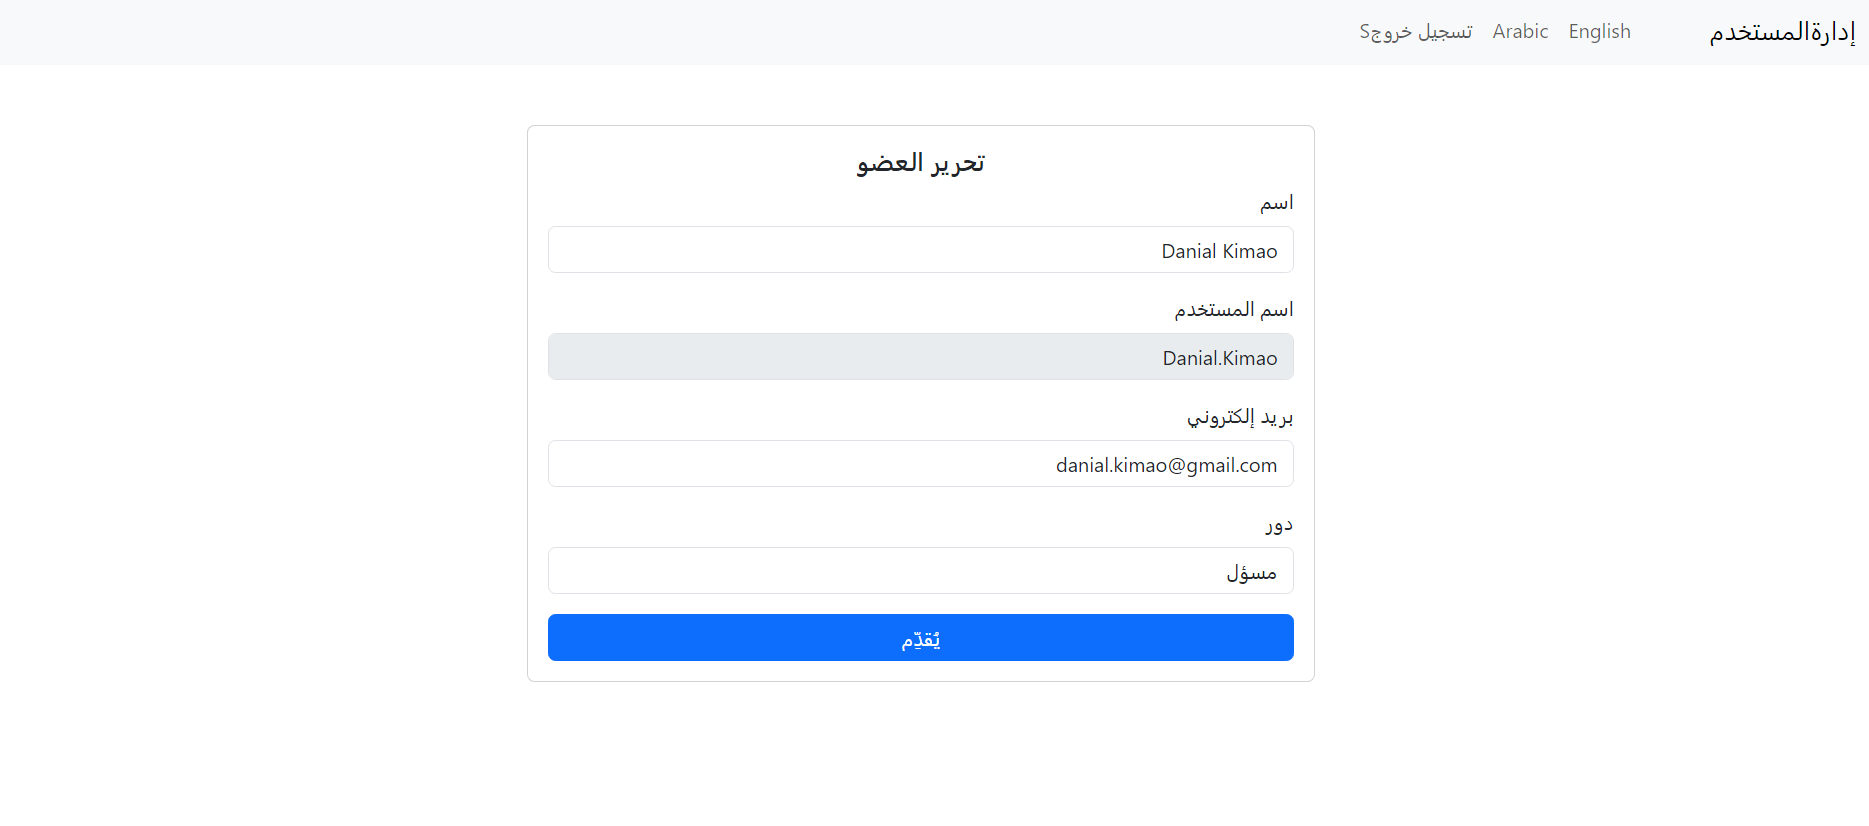 إدارةالمستخدم
English
Arabic
تسجيل خروجS
تحرير العضو
اسم
Danial Kimao
اسم المستخدم
Danial.Kimao
بريد إلكتروني
danial.kimao@gmail.com
دور
مسؤل
يُقدِّم